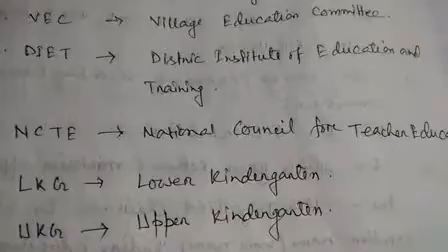 VEC → Village Education Committee.
DIET → Distric Institute of Education and
Training.
NCTE → National Council for Teacher Educa
LKG → Lower Kindergarten.
UKG → Upper Kindergarten.